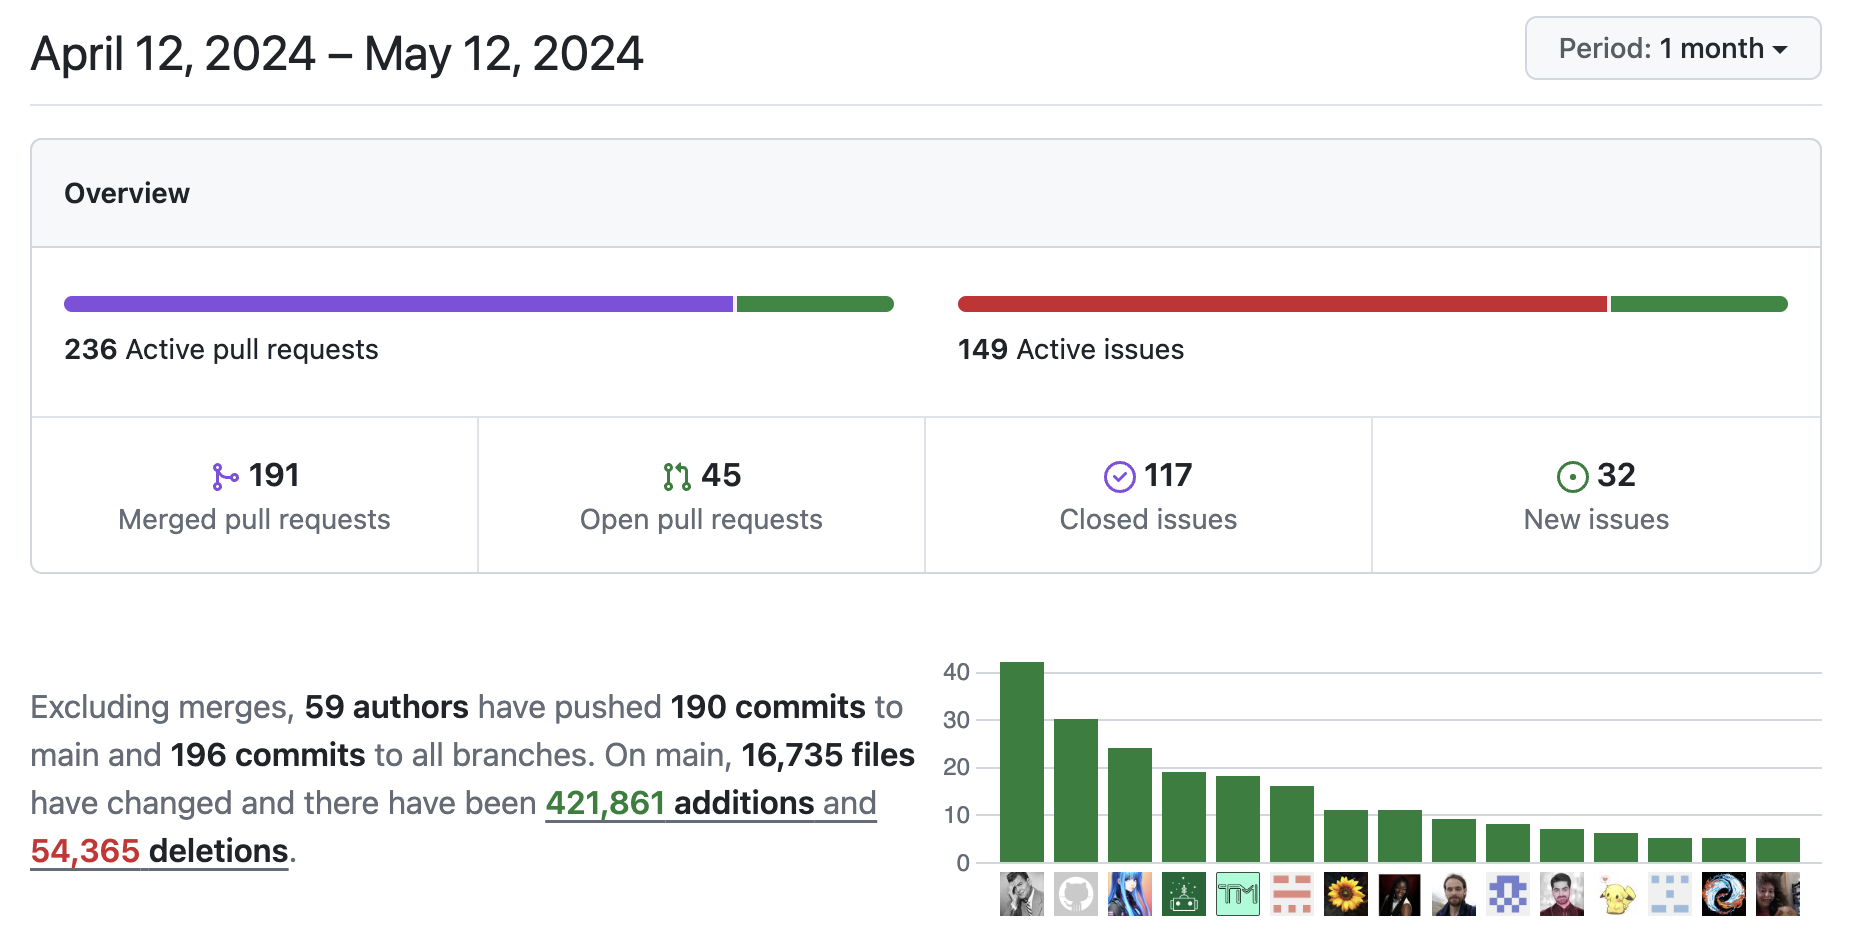 April 12, 2024 – May 12, 2024
Period: 1 month
Overview
236 Active pull requests
149 Active issues
191
Merged pull requests
45
Open pull requests
117
Closed issues
32
New issues
Excluding merges, 59 authors have pushed 190 commits to
main and 196 commits to all branches. On main, 16,735 files
have changed and there have been 421,861 additions and
54,365 deletions.
40
30
20
10
0
TM